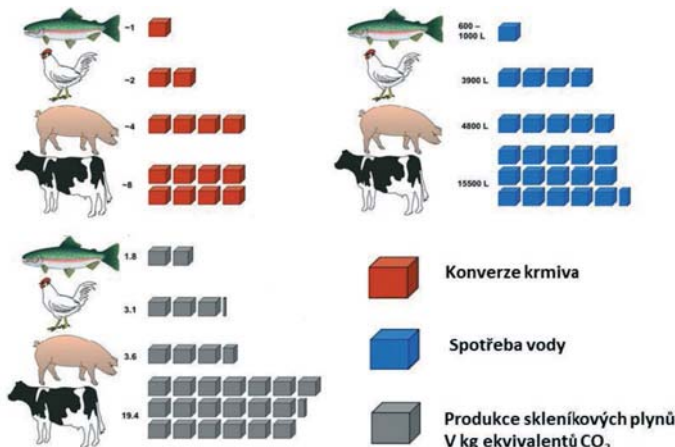 ~1
~2
~4
~8
600 –
1000 L
3900 L
4800 L
15500 L
1.8
3.1
3.6
19.4
Konverze krmiva
Spotřeba vody
Produkce skleníkových plynů
V kg ekvivalentů CO₂